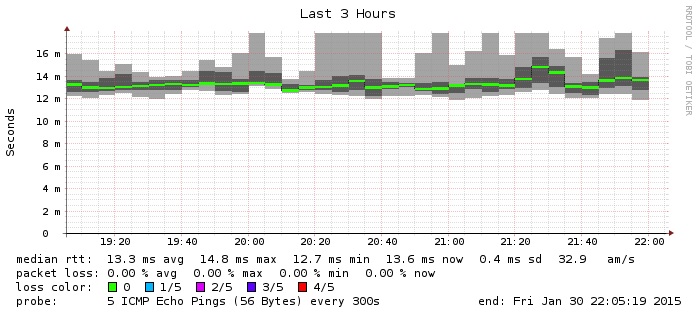 Last 3 Hours
RRDTOOL / TOBI OETIKER
Seconds
16 m
14 m
12 m
10 m
8 m
6 m
4 m
2 m
0
19:20 19:40 20:00 20:20 20:40 21:00 21:20 21:40 22:00
median rtt: 13.3 ms avg 14.8 ms max 12.7 ms min 13.6 ms now 0.4 ms sd 32.9 am/s
packet loss: 0.00 % avg 0.00 % max 0.00 % min 0.00 % now
loss color: 0 1/5 2/5 3/5 4/5
probe: 5 ICMP Echo Pings (56 Bytes) every 300s end: Fri Jan 30 22:05:19 2015